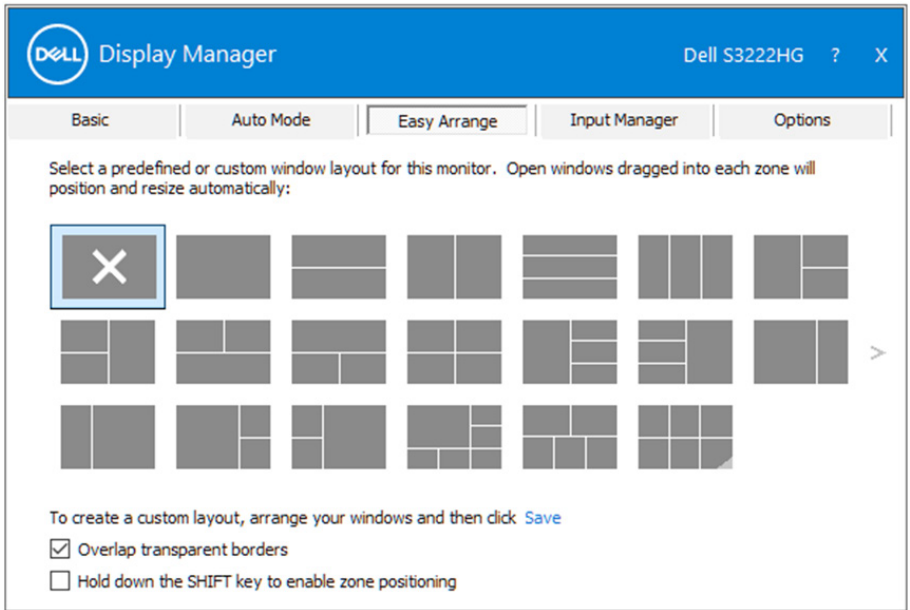 DELL Display Manager Dell S3222HG ? X
Basic Auto Mode Easy Arrange Input Manager Options
Select a predefined or custom window layout for this monitor. Open windows dragged into each zone will
position and resize automatically:
>
To create a custom layout, arrange your windows and then click Save
Overlap transparent borders
Hold down the SHIFT key to enable zone positioning